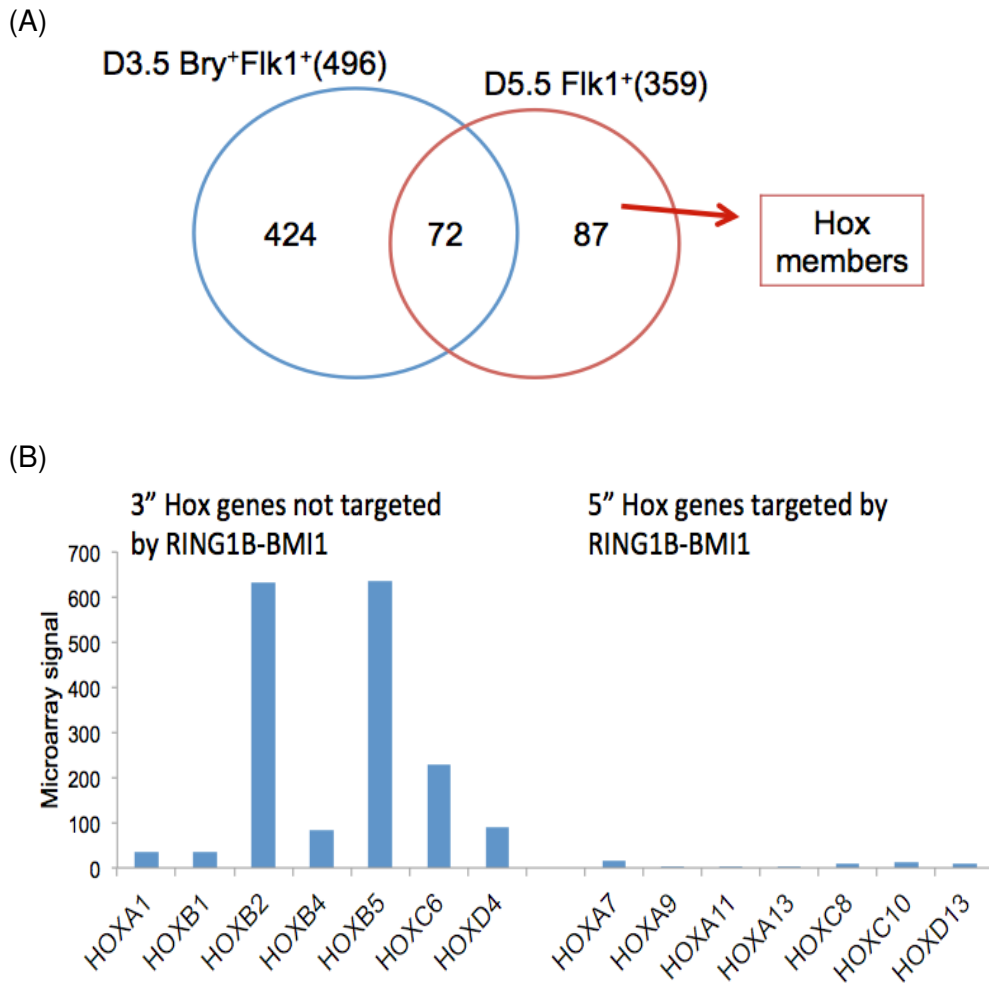 (A)
D3.5 Bry+Flk1+(496)
D5.5 Flk1+(359)
424
72
87
Hox
members
(B)
3” Hox genes not targeted
by RING1B-BMI1
5” Hox genes targeted by
RING1B-BMI1
Microarray signal
700
600
500
400
300
200
100
0
HOXA1
HOXB1
HOXB2
HOXB4
HOXB5
HOXC6
HOXD4
HOXA7
HOXA9
HOXA11
HOXA13
HOXC8
HOXC10
HOXD13